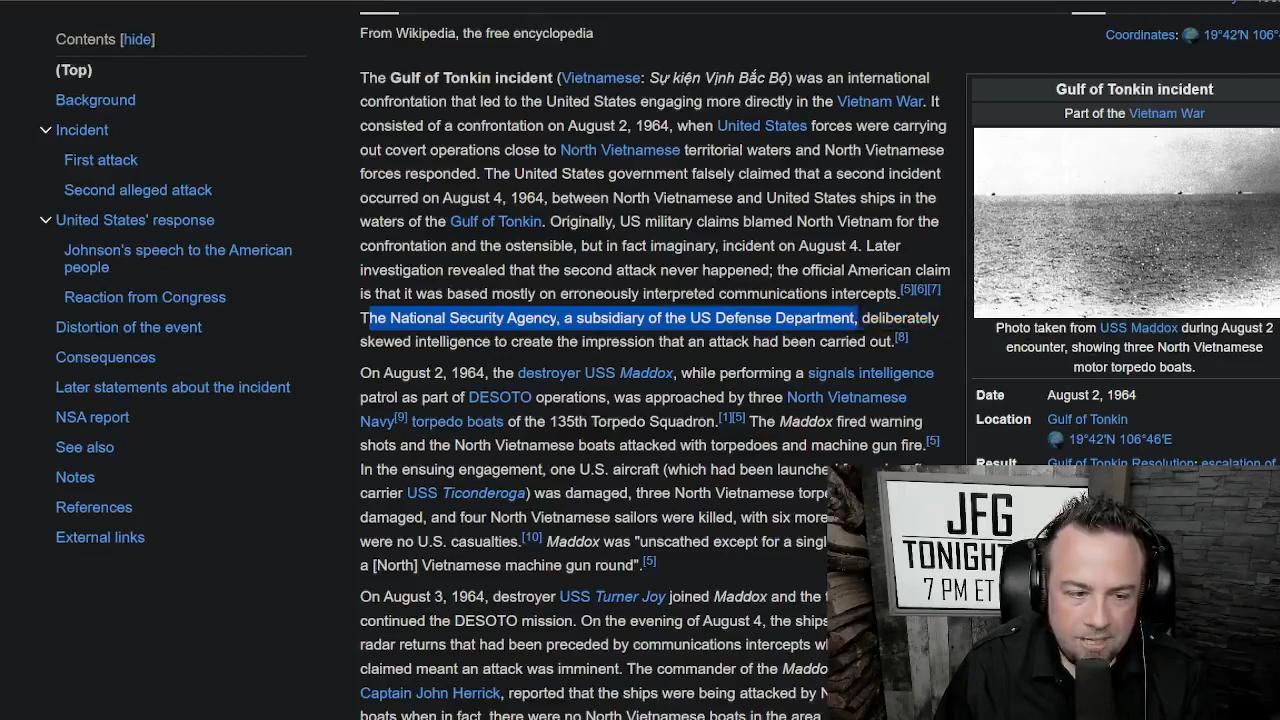 Contents [hide]
(Top)
Background
Incident
First attack
Second alleged attack
United States' response
Johnson's speech to the American
people
Reaction from Congress
Distortion of the event
Consequences
Later statements about the incident
NSA report
See also
Notes
References
External links
From Wikipedia, the free encyclopedia
Coordinates: 19°42′N 106°
The Gulf of Tonkin incident (Vietnamese: Sự kiện Vịnh Bắc Bộ) was an international
confrontation that led to the United States engaging more directly in the Vietnam War. It
consisted of a confrontation on August 2, 1964, when United States forces were carrying
out covert operations close to North Vietnamese territorial waters and North Vietnamese
forces responded. The United States government falsely claimed that a second incident
occurred on August 4, 1964, between North Vietnamese and United States ships in the
waters of the Gulf of Tonkin. Originally, US military claims blamed North Vietnam for the
confrontation and the ostensible, but in fact imaginary, incident on August 4. Later
investigation revealed that the second attack never happened; the official American claim
is that it was based mostly on erroneously interpreted communications intercepts.[5][6][7]
The National Security Agency, a subsidiary of the US Defense Department, deliberately
skewed intelligence to create the impression that an attack had been carried out.[8]
On August 2, 1964, the destroyer USS Maddox, while performing a signals intelligence
patrol as part of DESOTO operations, was approached by three North Vietnamese
Navy[9] torpedo boats of the 135th Torpedo Squadron.[1][5] The Maddox fired warning
shots and the North Vietnamese boats attacked with torpedoes and machine gun fire.[5]
In the ensuing engagement, one U.S. aircraft (which had been launche
carrier USS Ticonderoga) was damaged, three North Vietnamese torp
damaged, and four North Vietnamese sailors were killed, with six more
were no U.S. casualties.[10] Maddox was "unscathed except for a singl
a [North] Vietnamese machine gun round".[5]
On August 3, 1964, destroyer USS Turner Joy joined Maddox and the
continued the DESOTO mission. On the evening of August 4, the ships
radar returns that had been preceded by communications intercepts
claimed meant an attack was imminent. The commander of the Maddo
Captain John Herrick, reported that the ships were being attacked by N
boats when in fact, there were no North Vietnamese boats in the area
Gulf of Tonkin incident
Part of the Vietnam War
Photo taken from USS Maddox during August 2
encounter, showing three North Vietnamese
motor torpedo boats.
Date August 2, 1964
Location Gulf of Tonkin
19°42′N 106°46′E
Result Gulf of Tonkin Resolution; escalation of
JFG
TONIGHT
7 PM ET